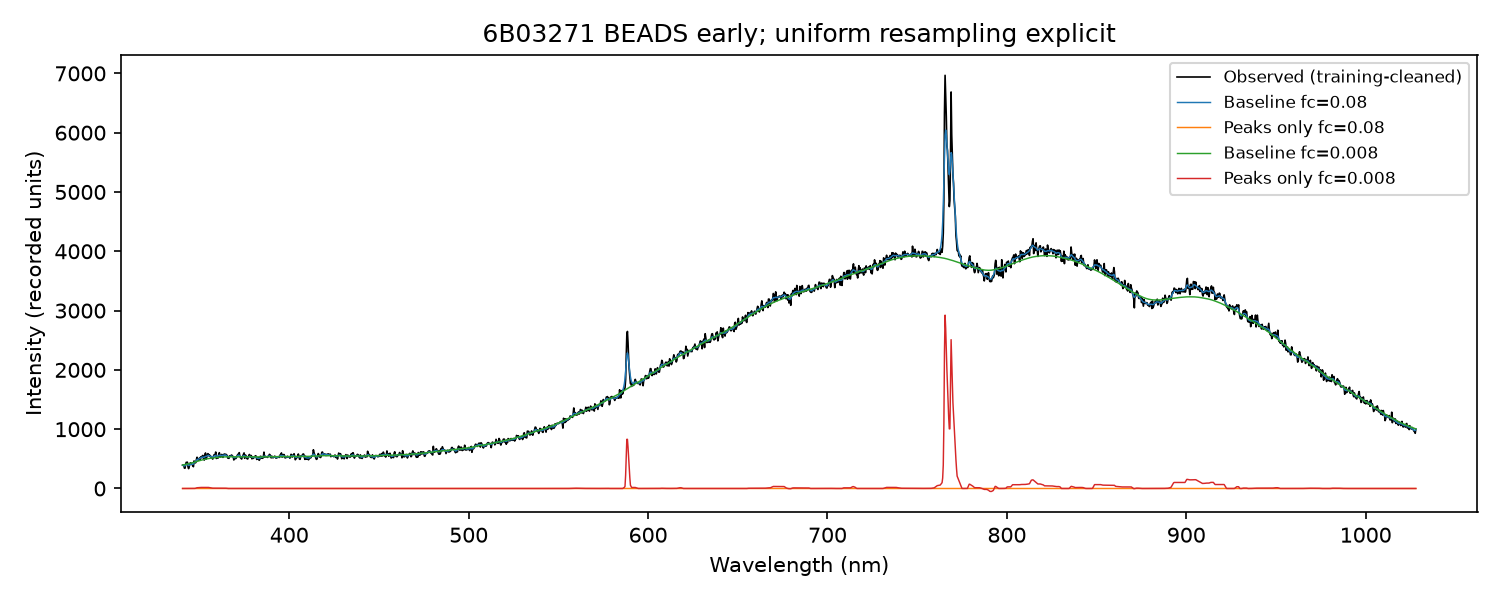 6B03271 BEADS early; uniform resampling explicit
Intensity (recorded units)
7000
6000
5000
4000
3000
2000
1000
0
Observed (training-cleaned)
Baseline fc=0.08
Peaks only fc=0.08
Baseline fc=0.008
Peaks only fc=0.008
400 500 600 700 800 900 1000
Wavelength (nm)